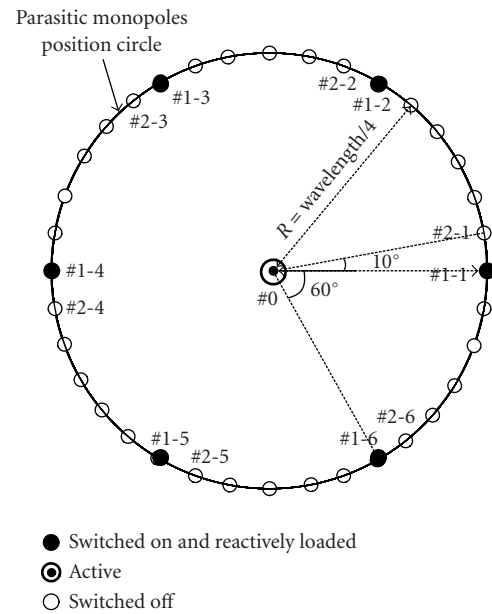 Parasitic monopoles
position circle
#1-3
#2-3
#2-2
#1-2
R = wavelength/4
#2-1
10°
#1-1
#1-4
#0
60°
#2-4
#2-6
#1-5
#1-6
#2-5
Switched on and reactively loaded
Active
Switched off